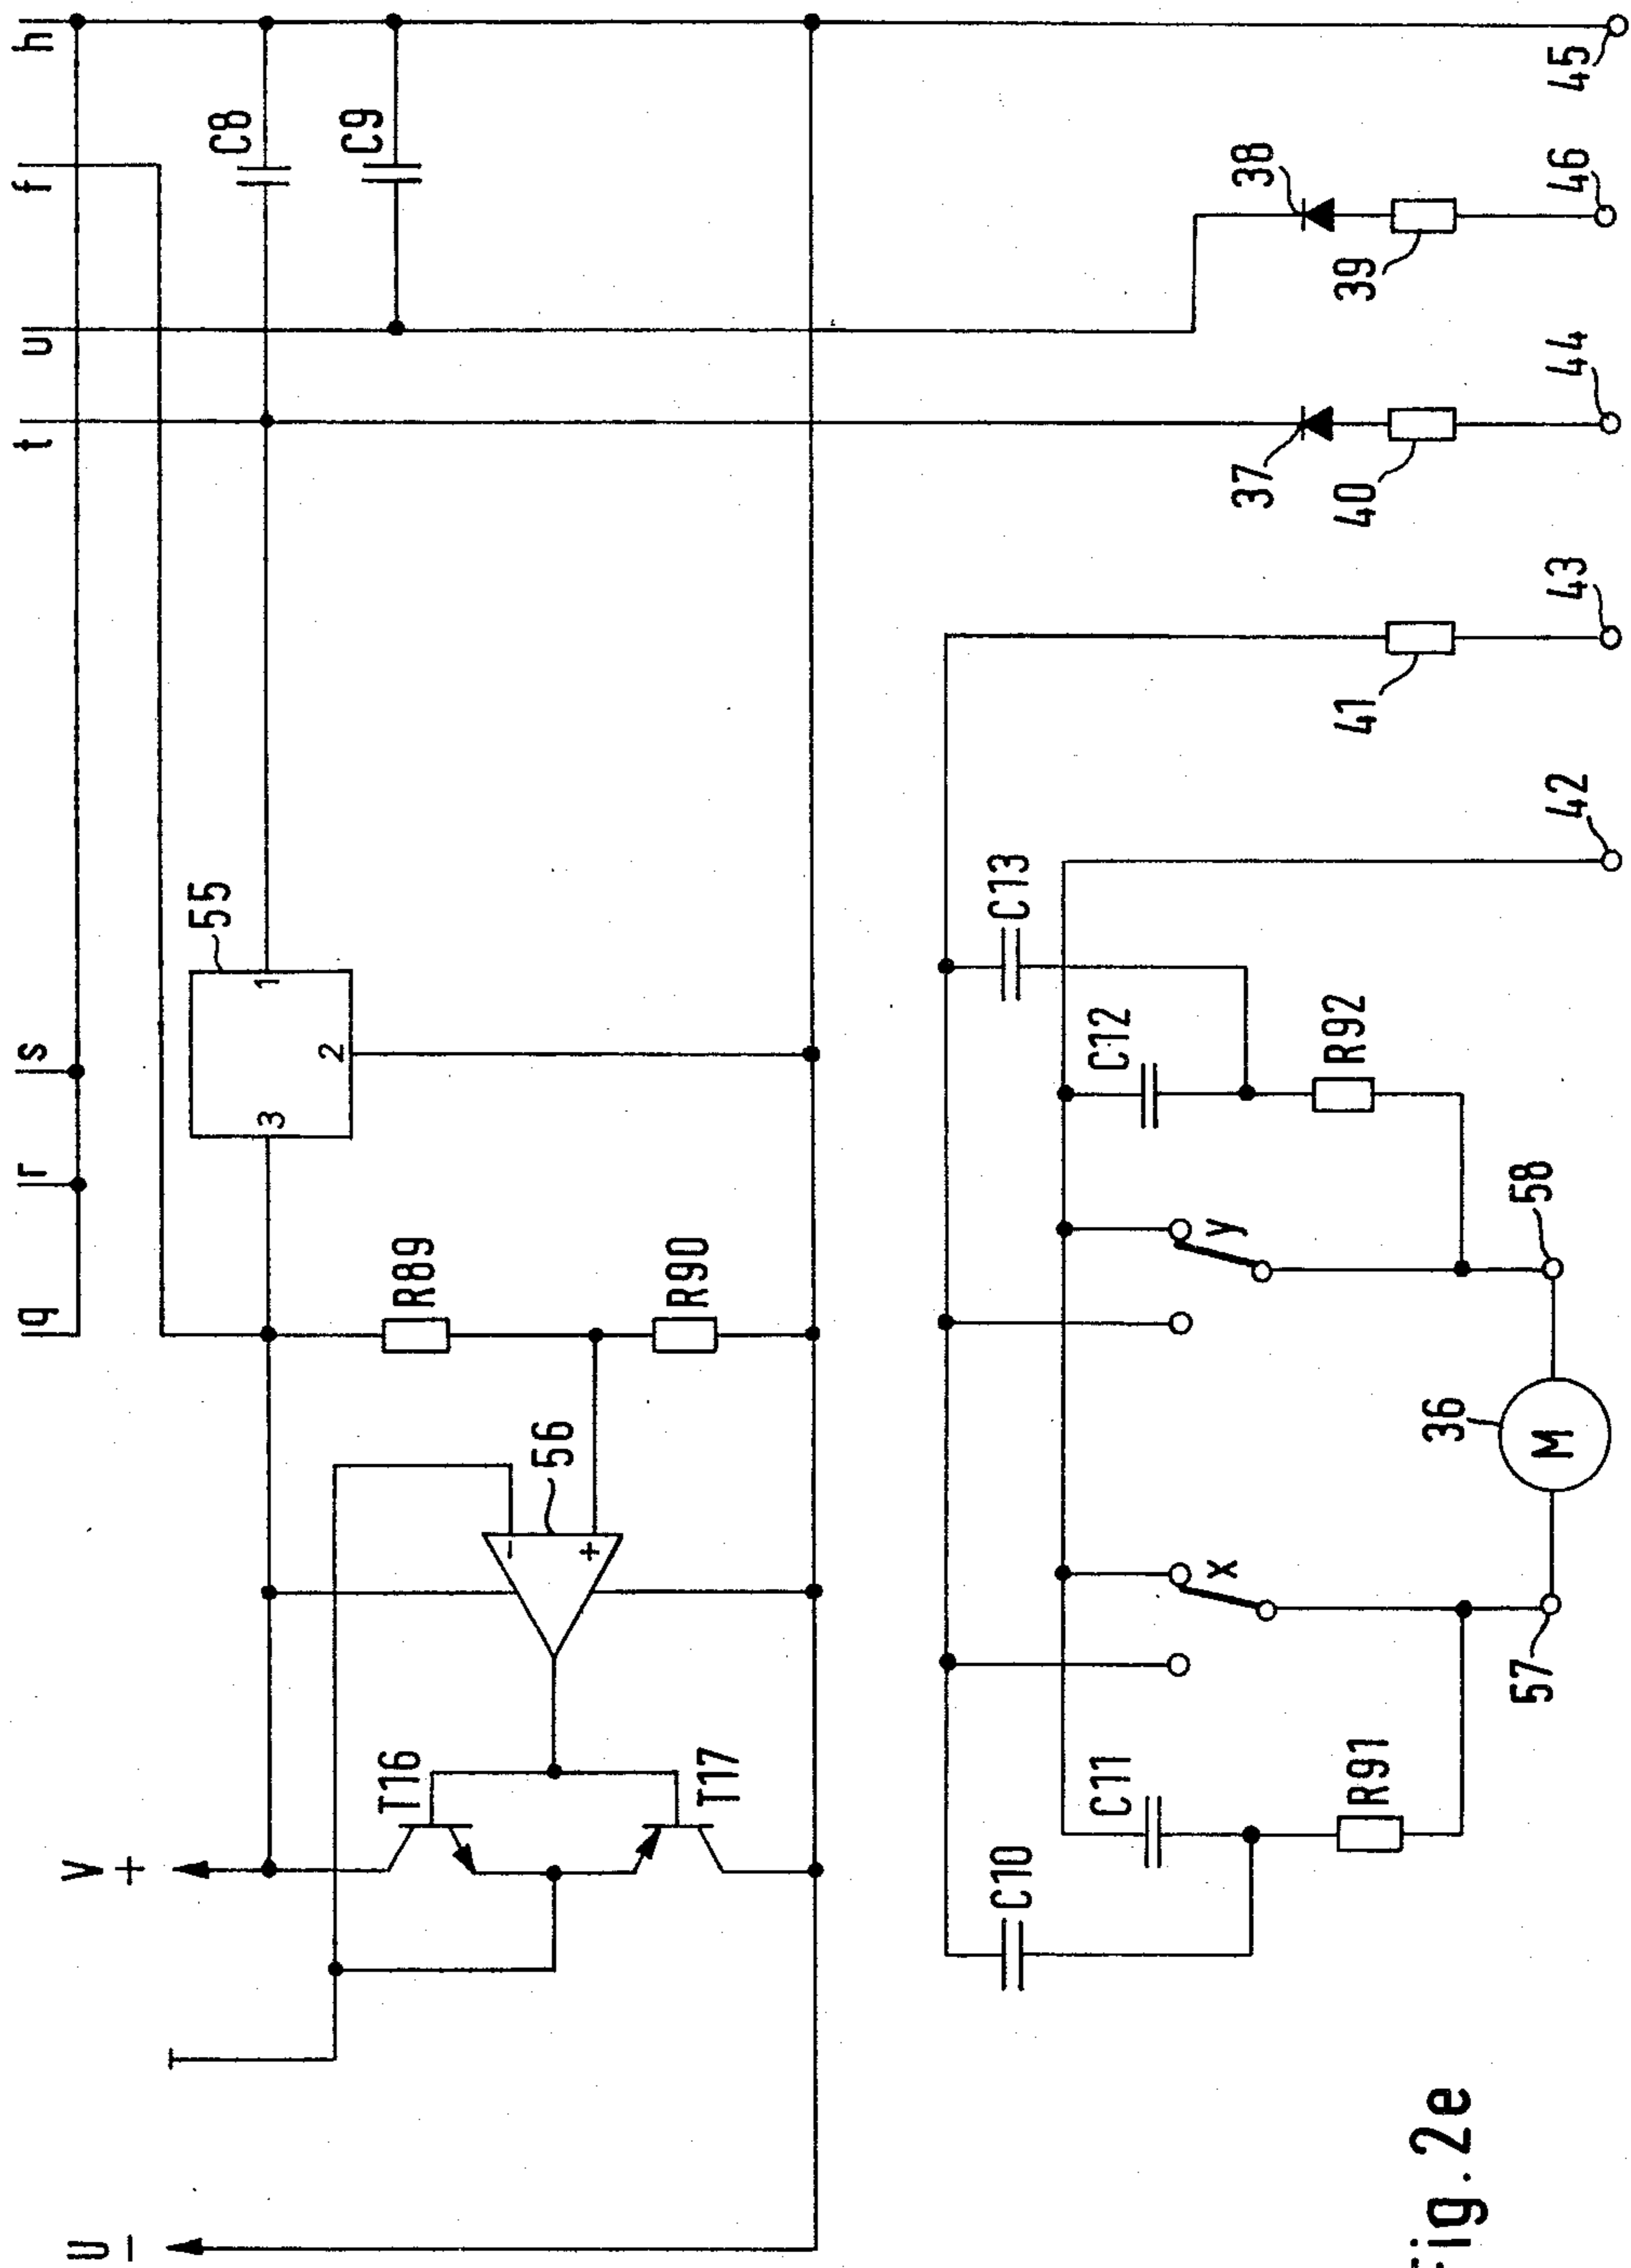 q r s t u f h
U V
– +
55 C8
3 1
2
C9
T16 R89
– 56
+
T17 R90
C10 C13
C11 C12
x y
37 38
R91 R92 41 40 39
Fig. 2e
36
57 58
M
42 43 44 46 45